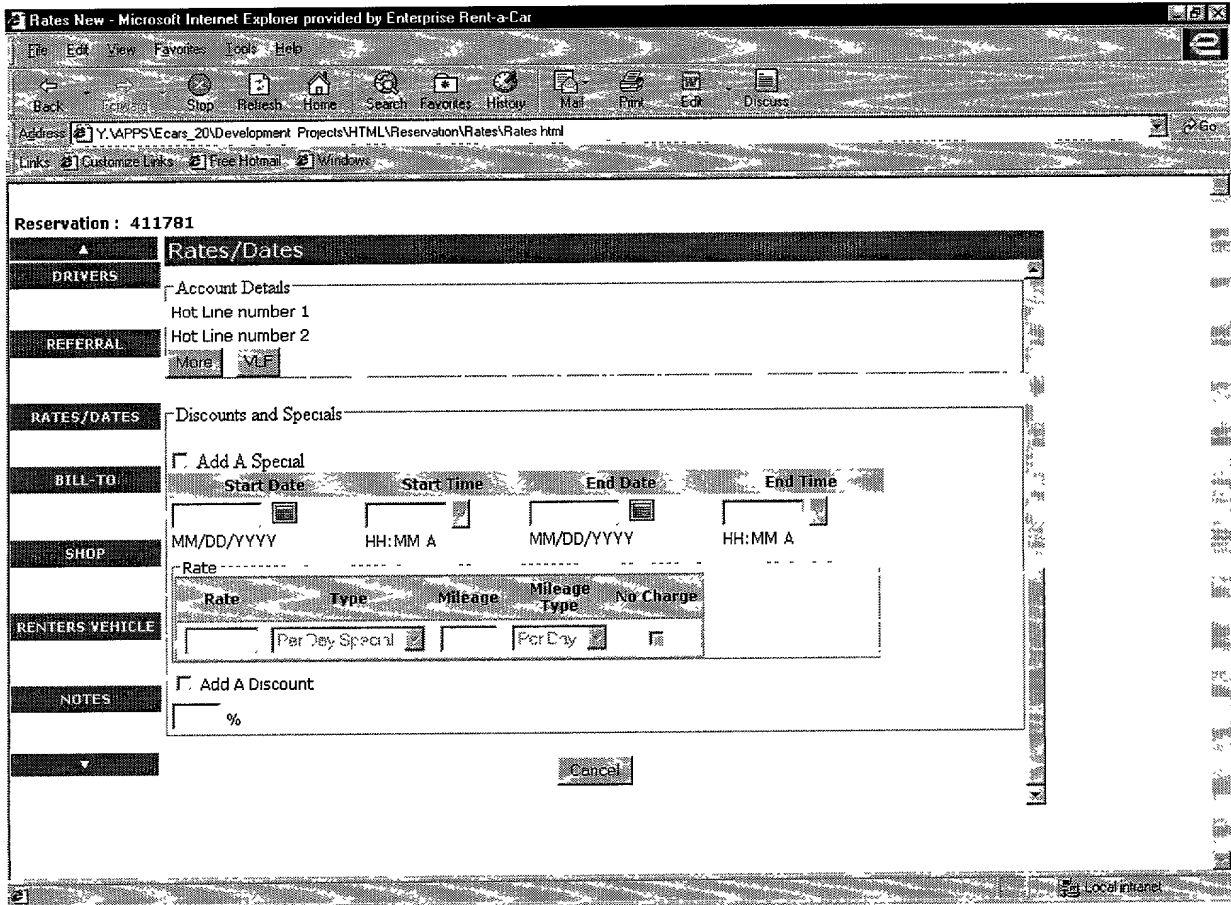 Rates New - Microsoft Internet Explorer provided by Enterprise Rent-a-Car
File Edit View Favorites Tools Help
Back Forward Stop Refresh Home Search Favorites History Mail Print Edit Discuss
Address Y:\APPS\Ecars_20\Development Projects\HTML\Reservation\Rates\Rates html Go
Links Customize Links Free Hotmail Windows
Reservation : 411781
Rates/Dates
DRIVERS
Account Details
Hot Line number 1
REFERRAL
Hot Line number 2
More VLF
RATES/DATES
Discounts and Specials
Add A Special
BILL-TO
Start Date Start Time End Date End Time
MM/DD/YYYY HH:MM A MM/DD/YYYY HH:MM A
SHOP
Rate
Rate Type Mileage Mileage Type No Charge
RENTERS VEHICLE
Per Day Special Per Day
Add A Discount
NOTES
%
Cancel
Local intranet